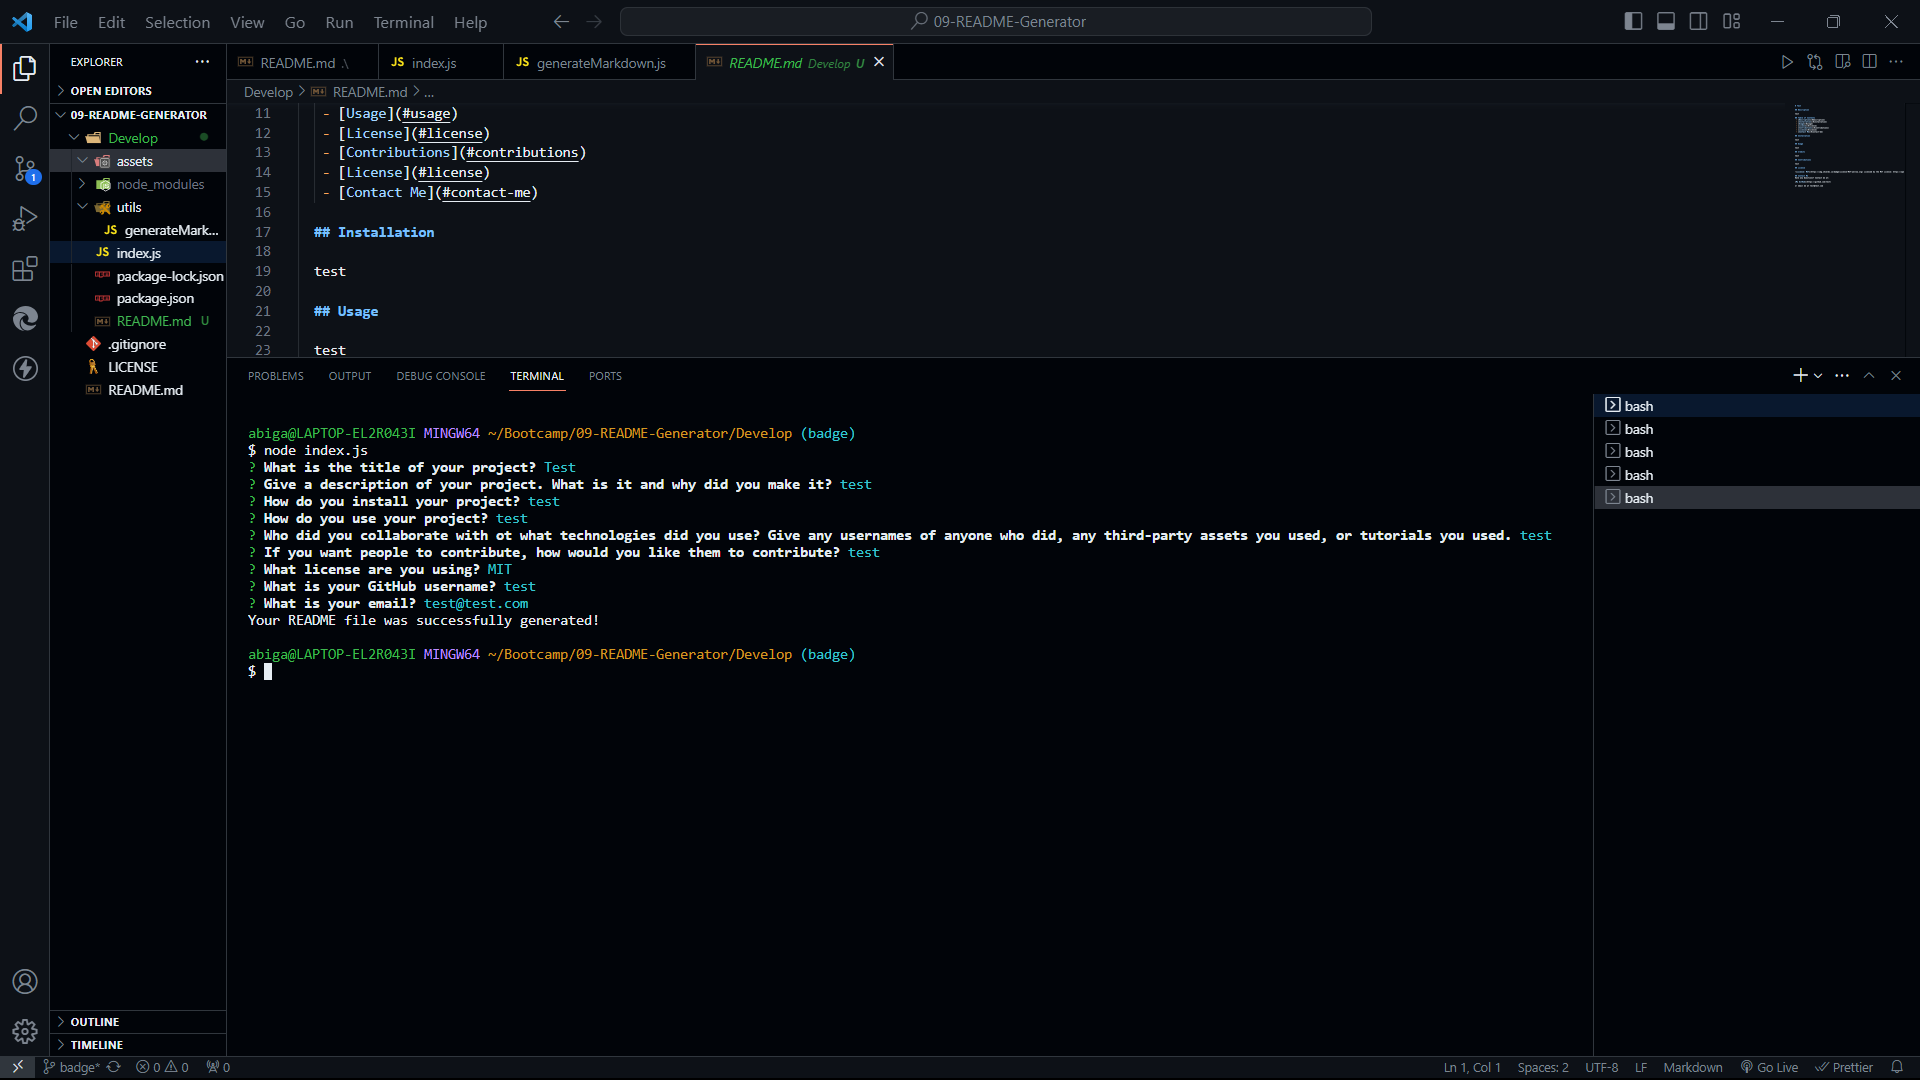 File Edit Selection View Go Run Terminal Help
09-README-Generator
EXPLORER
README.md .\
JS index.js
JS generateMarkdown.js
README.md Develop U
OPEN EDITORS
Develop > README.md > ...
09-README-GENERATOR
Develop
assets
node_modules
utils
JS generateMark...
JS index.js
package-lock.json
package.json
README.md U
.gitignore
LICENSE
README.md
1
11 - [Usage](#usage)
12 - [License](#license)
13 - [Contributions](#contributions)
14 - [License](#license)
15 - [Contact Me](#contact-me)
16
17 ## Installation
18
19 test
20
21 ## Usage
22
23 test
PROBLEMS OUTPUT DEBUG CONSOLE TERMINAL PORTS
abiga@LAPTOP-EL2R043I MINGW64 ~/Bootcamp/09-README-Generator/Develop (badge)
$ node index.js
? What is the title of your project? Test
? Give a description of your project. What is it and why did you make it? test
? How do you install your project? test
? How do you use your project? test
? Who did you collaborate with ot what technologies did you use? Give any usernames of anyone who did, any third-party assets you used, or tutorials you used. test
? If you want people to contribute, how would you like them to contribute? test
? What license are you using? MIT
? What is your GitHub username? test
? What is your email? test@test.com
Your README file was successfully generated!
abiga@LAPTOP-EL2R043I MINGW64 ~/Bootcamp/09-README-Generator/Develop (badge)
$
bash
bash
bash
bash
bash
OUTLINE
TIMELINE
badge* 0 0 0
Ln 1, Col 1 Spaces: 2 UTF-8 LF Markdown Go Live Prettier